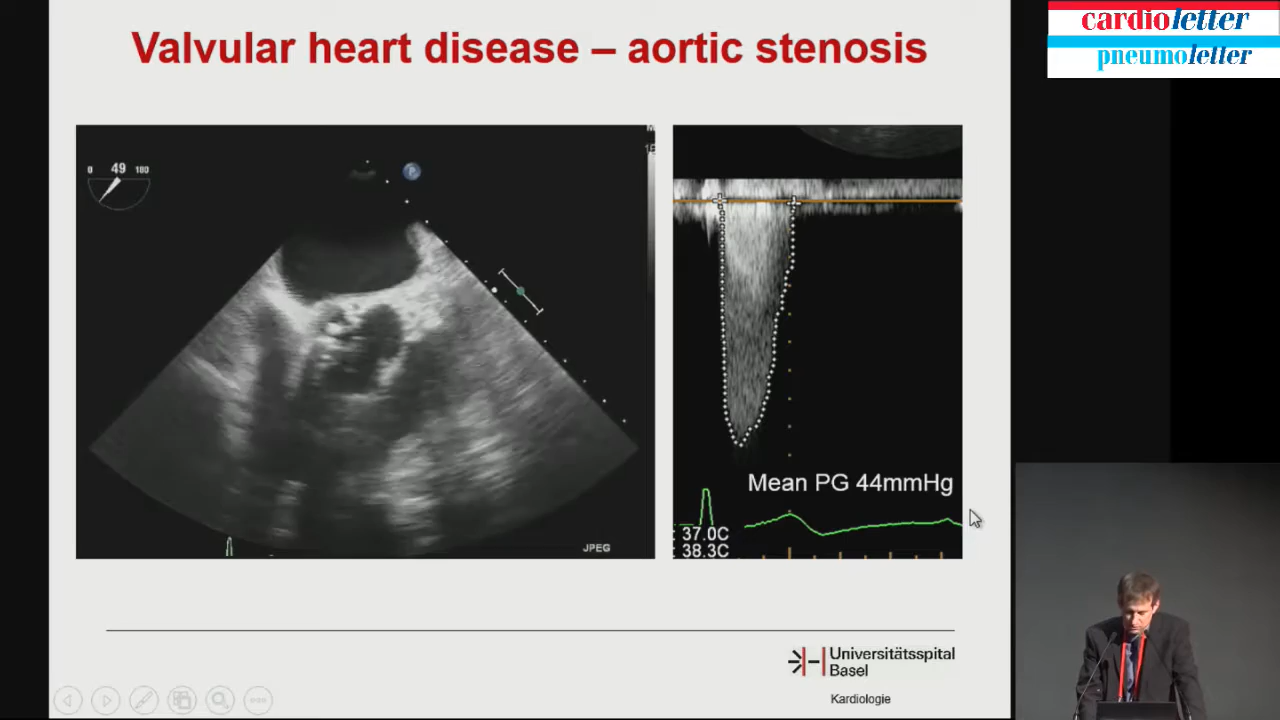 Valvular heart disease – aortic stenosis
cardioletter
pneumoletter
0 49 180
P
JPEG
Mean PG 44mmHg
37.0C
38.3C
Universitätsspital
Basel
Kardiologie